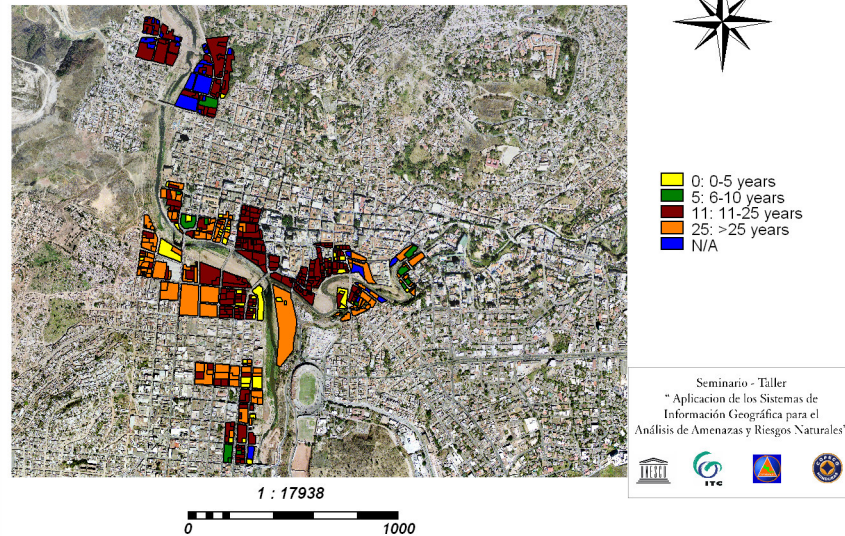 0: 0-5 years
5: 6-10 years
11: 11-25 years
25: >25 years
N/A
Seminario - Taller
“ Aplicacion de los Sistemas de
Información Geográfica para el
Análisis de Amenazas y Riesgos Naturales”
UNESCO
ITC
1 : 17938
0 1000